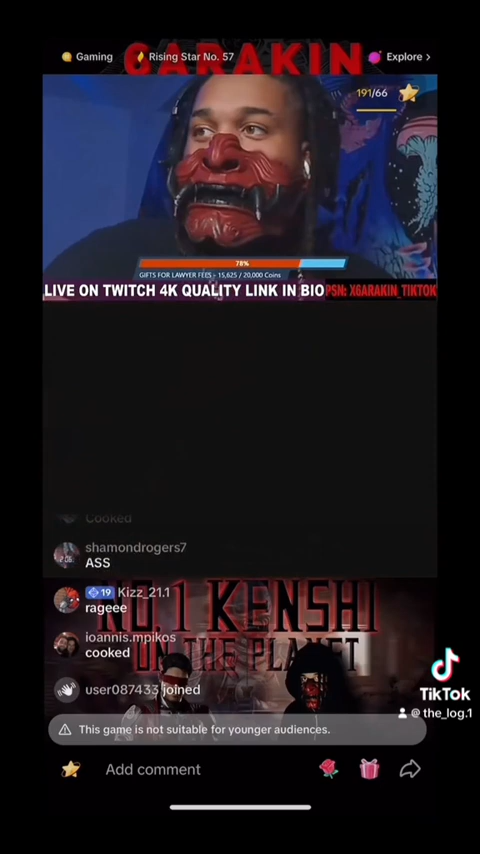 GARAKIN
Gaming
Rising Star No. 57
Explore >
191/66
78%
GIFTS FOR LAWYER FEES - 15,625 / 20,000 Coins
LIVE ON TWITCH 4K QUALITY LINK IN BIO
PSN: XGARAKIN_TIKTOK
Cooked
shamondrogers7
ASS
19 Kizz_21.1
rageee
ioannis.mpikos
cooked
user087433 joined
NO.1 KENSHI
ON THE PLANET
This game is not suitable for younger audiences.
Add comment
TikTok
@the_log.1